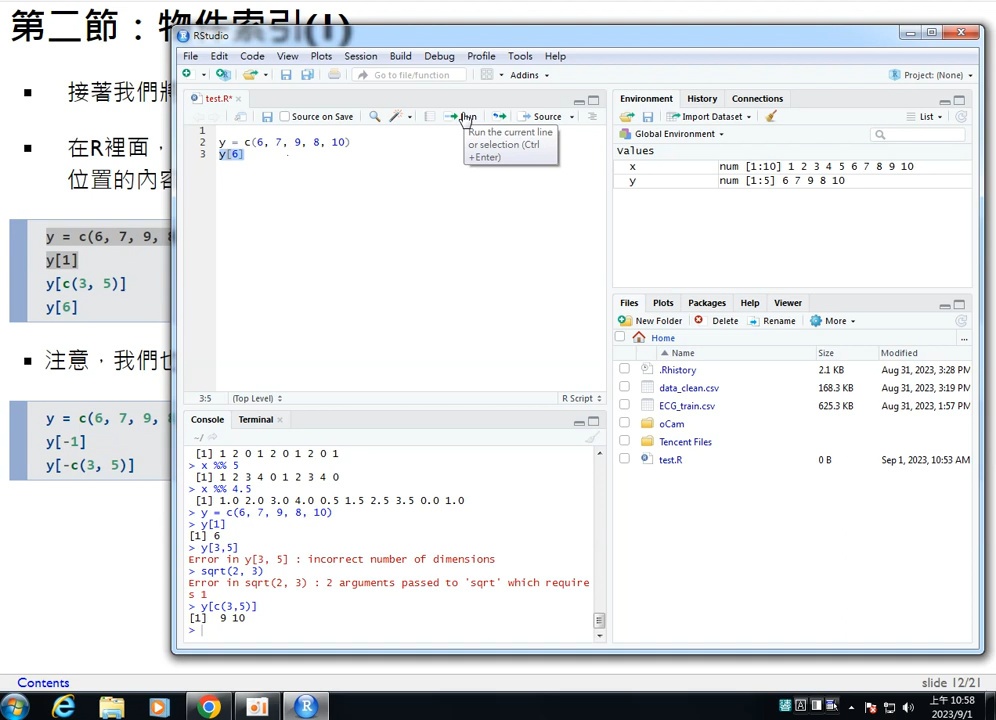 第二節：物件索引(1)
接著我們將
在R裡面，
位置的內容
y = c(6, 7, 9, 8
y[1]
y[c(3, 5)]
y[6]
注意，我們也
y = c(6, 7, 9, 8
y[-1]
y[-c(3, 5)]
Contents
slide 12/21
RStudio
File Edit Code View Plots Session Build Debug Profile Tools Help
Go to file/function
Addins
Project: (None)
test.R*
Source on Save
Run
Source
Run the current line
or selection (Ctrl
+Enter)
1
2 y = c(6, 7, 9, 8, 10)
3 y[6]
3:5 (Top Level) R Script
Console Terminal
~/
[1] 1 2 0 1 2 0 1 2 0 1
> x %% 5
[1] 1 2 3 4 0 1 2 3 4 0
> x %% 4.5
[1] 1.0 2.0 3.0 4.0 0.5 1.5 2.5 3.5 0.0 1.0
> y = c(6, 7, 9, 8, 10)
> y[1]
[1] 6
> y[3,5]
Error in y[3, 5] : incorrect number of dimensions
> sqrt(2, 3)
Error in sqrt(2, 3) : 2 arguments passed to 'sqrt' which require
s 1
> y[c(3,5)]
[1]  9 10
>
Environment History Connections
Import Dataset
List
Global Environment
Values
x num [1:10] 1 2 3 4 5 6 7 8 9 10
y num [1:5] 6 7 9 8 10
Files Plots Packages Help Viewer
New Folder Delete Rename More
Home ...
Name Size Modified
.Rhistory 2.1 KB Aug 31, 2023, 3:28 PM
data_clean.csv 168.3 KB Aug 31, 2023, 3:19 PM
ECG_train.csv 625.3 KB Aug 31, 2023, 1:57 PM
oCam
Tencent Files
test.R 0 B Sep 1, 2023, 10:53 AM
上午 10:58
2023/9/1